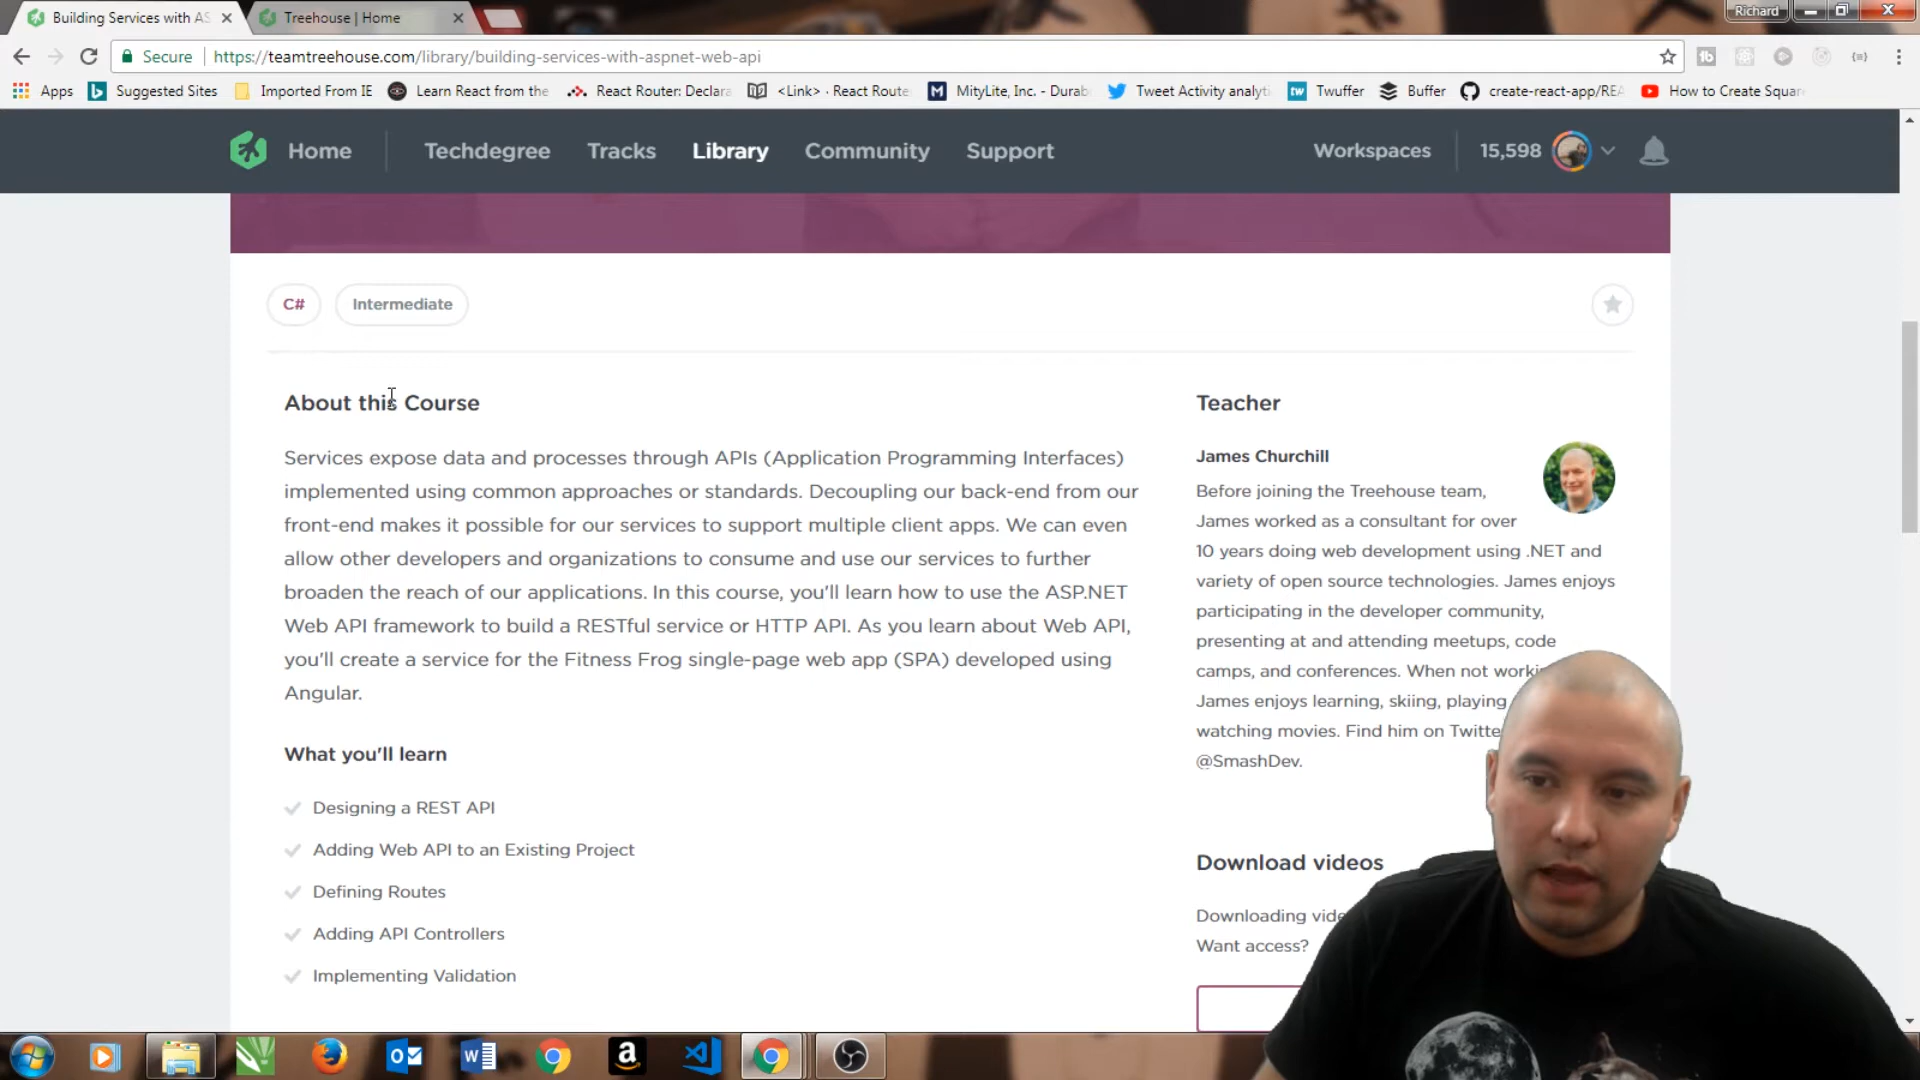 Building Services with AS
Treehouse | Home
Richard
Secure
https://teamtreehouse.com/library/building-services-with-aspnet-web-api
Apps
Suggested Sites
Imported From IE
Learn React from the
React Router: Declara
<Link> · React Route
MityLite, Inc. - Durab
Tweet Activity analyti
Twuffer
Buffer
create-react-app/REA
How to Create Squar
Home
Techdegree
Tracks
Library
Community
Support
Workspaces
15,598
C#
Intermediate
About this Course
Services expose data and processes through APIs (Application Programming Interfaces)
implemented using common approaches or standards. Decoupling our back-end from our
front-end makes it possible for our services to support multiple client apps. We can even
allow other developers and organizations to consume and use our services to further
broaden the reach of our applications. In this course, you'll learn how to use the ASP.NET
Web API framework to build a RESTful service or HTTP API. As you learn about Web API,
you'll create a service for the Fitness Frog single-page web app (SPA) developed using
Angular.
What you'll learn
Designing a REST API
Adding Web API to an Existing Project
Defining Routes
Adding API Controllers
Implementing Validation
Teacher
James Churchill
Before joining the Treehouse team,
James worked as a consultant for over
10 years doing web development using .NET and
variety of open source technologies. James enjoys
participating in the developer community,
presenting at and attending meetups, code
camps, and conferences. When not
James enjoys learning, skiing, playing
watching movies. Find him on
@SmashDev.
Download videos
Downloading
Want access?